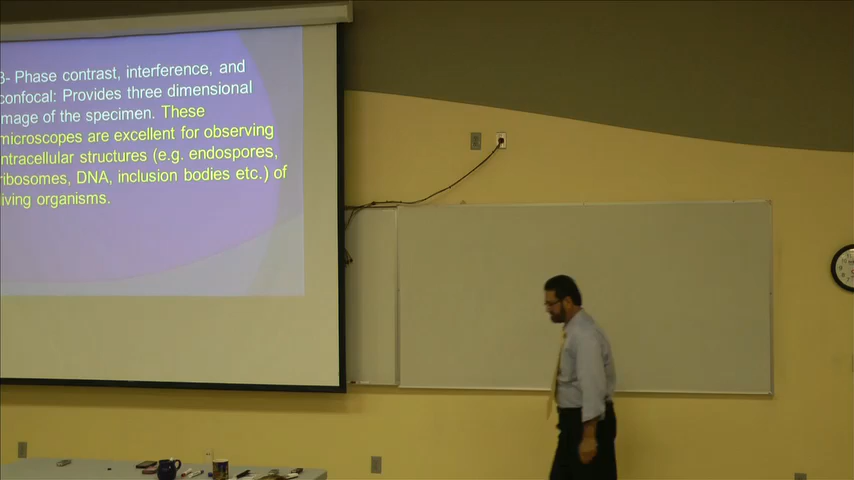 3- Phase contrast, interference, and
confocal: Provides three dimensional
image of the specimen. These
microscopes are excellent for observing
intracellular structures (e.g. endospores,
ribosomes, DNA, inclusion bodies etc.) of
living organisms.